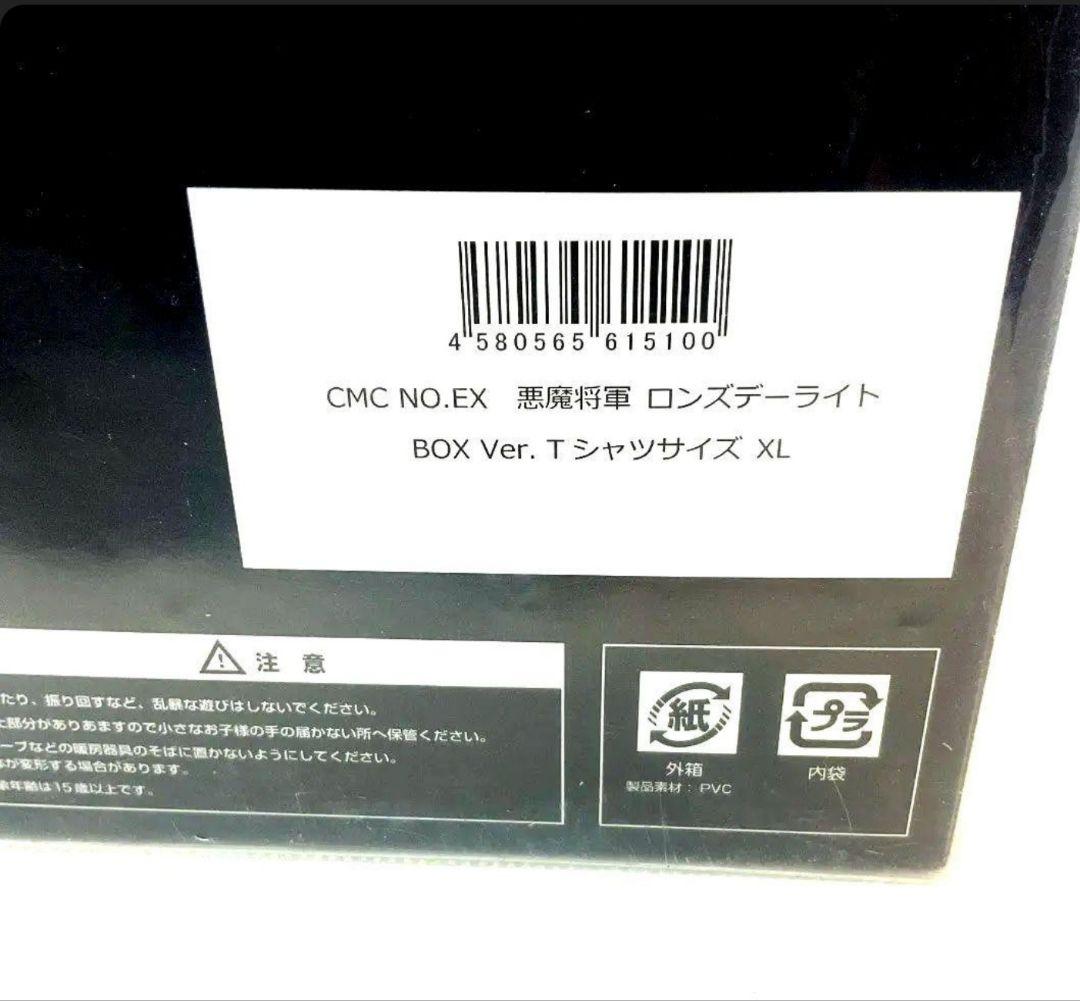 4 580565 615100
CMC NO.EX 悪魔将軍 ロンズデーライト
BOX Ver. Tシャツサイズ XL
注 意
たり、振り回すなど、乱暴な遊びはしないでください。
部分がありあますので小さなお子様の手の届かない所へ保管ください。
ーブなどの暖房器具のそばに置かないようにしてください。
が変形する場合があります。
年齢は15歳以上です。
紙
プラ
外箱
内袋
製品素材：PVC